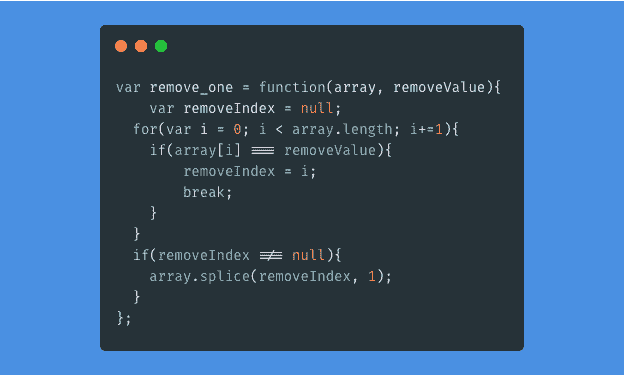 var remove_one = function(array, removeValue){
    var removeIndex = null;
  for(var i = 0; i < array.length; i+=1){
    if(array[i] === removeValue){
        removeIndex = i;
        break;
    }
  }
  if(removeIndex !== null){
    array.splice(removeIndex, 1);
  }
};